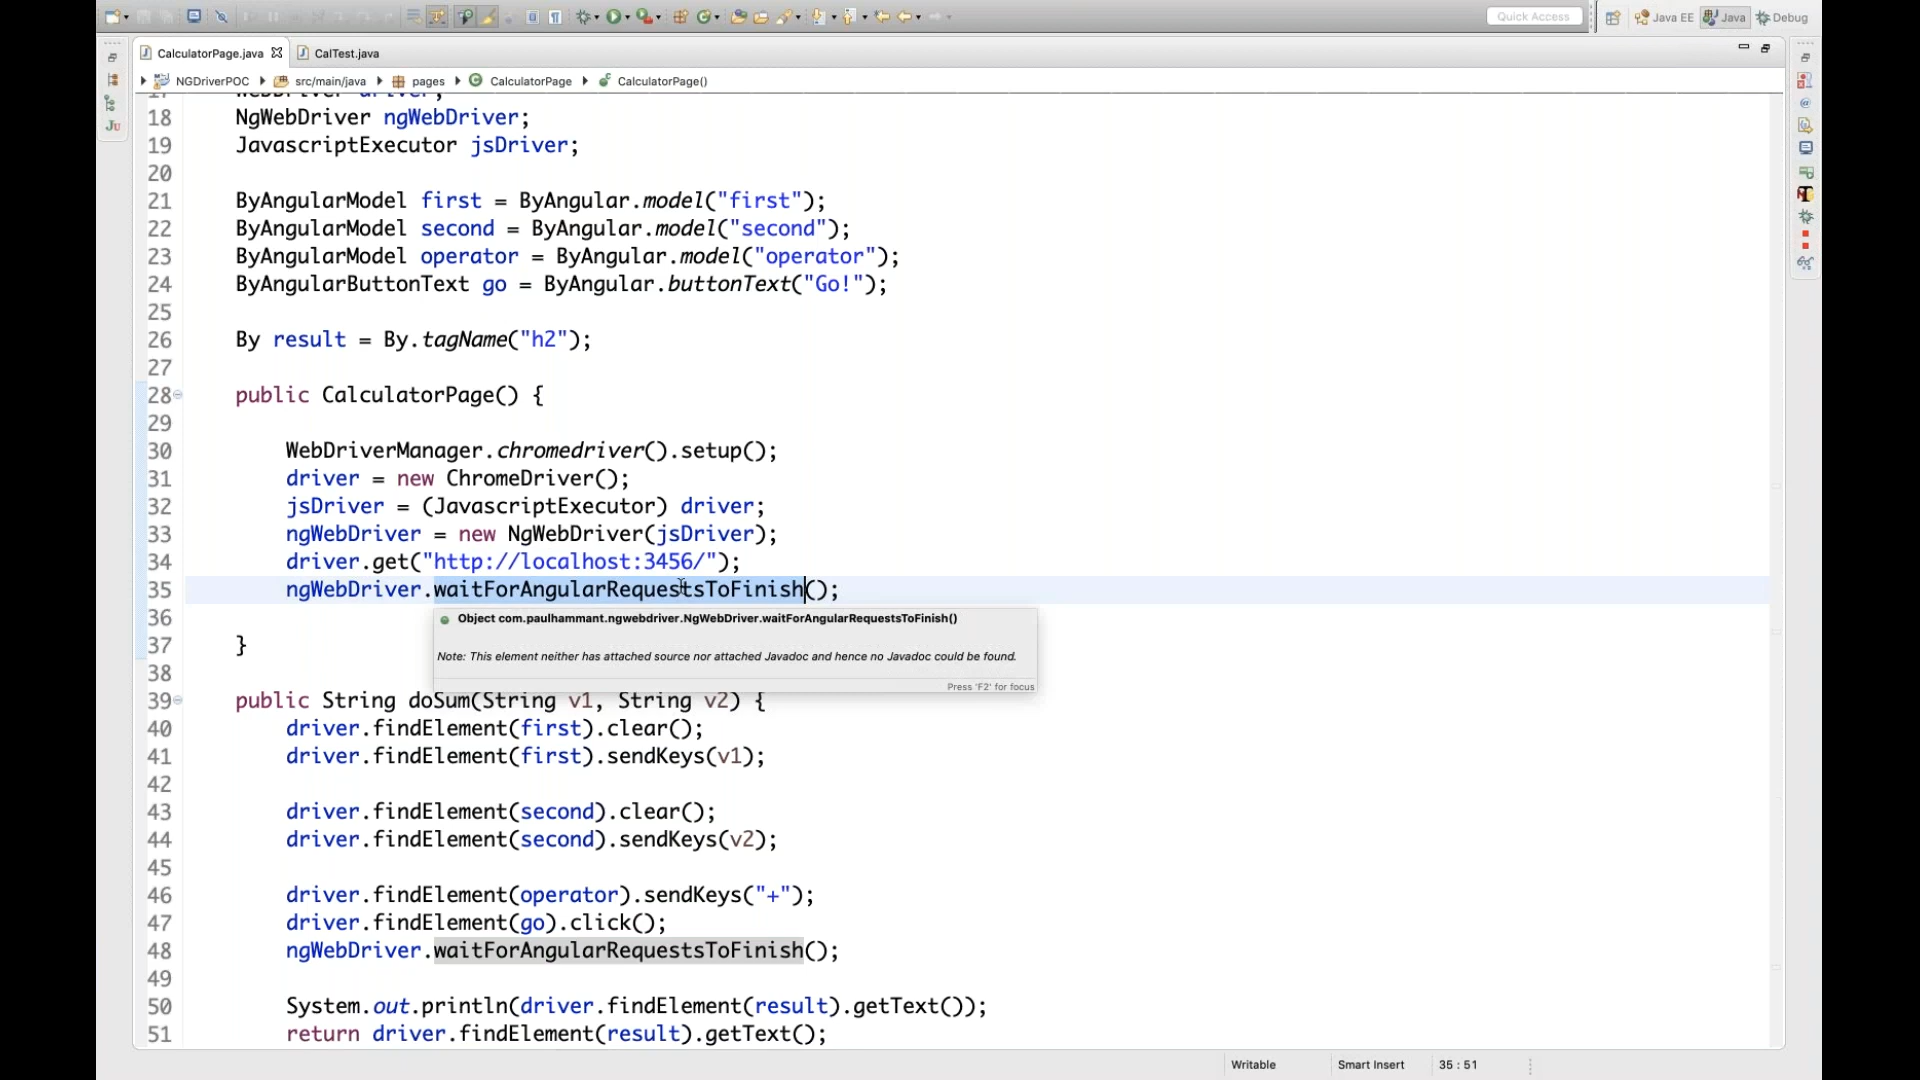 Quick Access
Java EE
Java
Debug
CalculatorPage.java
CalTest.java
NGDriverPOC
src/main/java
pages
CalculatorPage
CalculatorPage()
18 NgWebDriver ngWebDriver;
19 JavascriptExecutor jsDriver;
20
21 ByAngularModel first = ByAngular.model("first");
22 ByAngularModel second = ByAngular.model("second");
23 ByAngularModel operator = ByAngular.model("operator");
24 ByAngularButtonText go = ByAngular.buttonText("Go!");
25
26 By result = By.tagName("h2");
27
28 public CalculatorPage() {
29
30 WebDriverManager.chromedriver().setup();
31 driver = new ChromeDriver();
32 jsDriver = (JavascriptExecutor) driver;
33 ngWebDriver = new NgWebDriver(jsDriver);
34 driver.get("http://localhost:3456/");
35 ngWebDriver.waitForAngularRequestsToFinish();
36
Object com.paulhammant.ngwebdriver.NgWebDriver.waitForAngularRequestsToFinish()
37 }
Note: This element neither has attached source nor attached Javadoc and hence no Javadoc could be found.
38
Press 'F2' for focus
39 public String doSum(String v1, String v2) {
40 driver.findElement(first).clear();
41 driver.findElement(first).sendKeys(v1);
42
43 driver.findElement(second).clear();
44 driver.findElement(second).sendKeys(v2);
45
46 driver.findElement(operator).sendKeys("+");
47 driver.findElement(go).click();
48 ngWebDriver.waitForAngularRequestsToFinish();
49
50 System.out.println(driver.findElement(result).getText());
51 return driver.findElement(result).getText();
Writable
Smart Insert
35 : 51